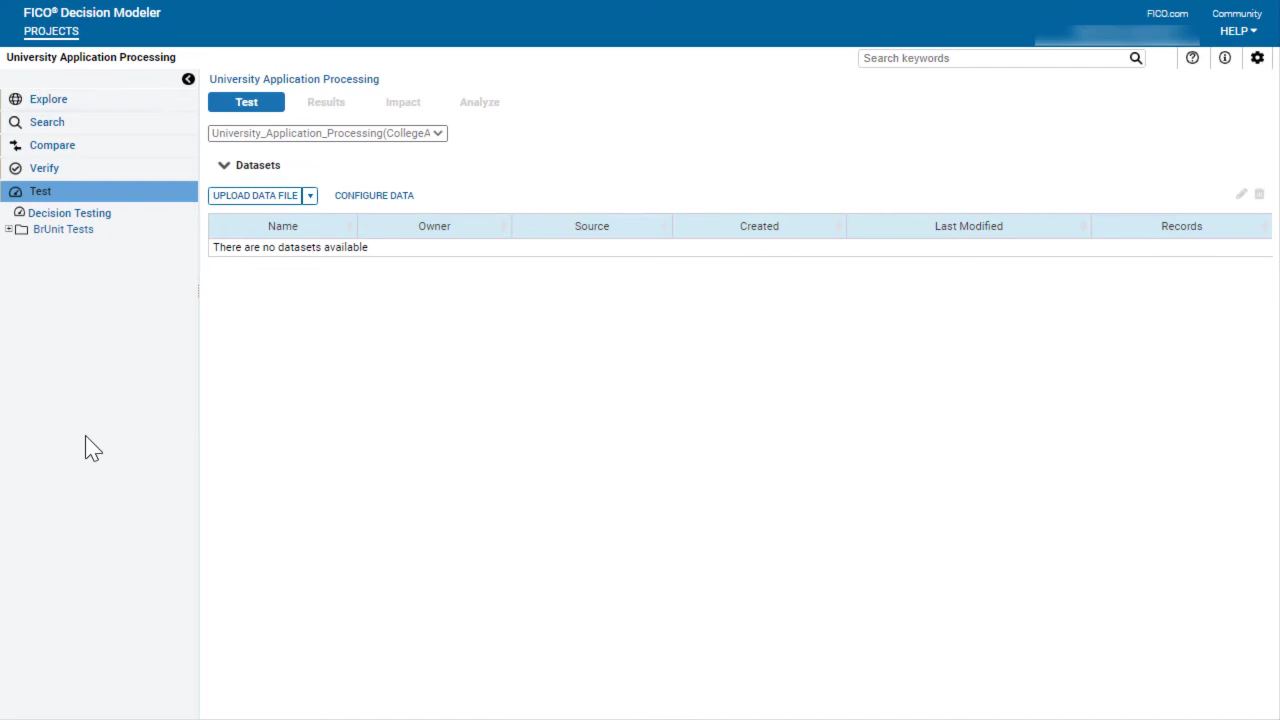 FICO® Decision Modeler
FICO.com Community
PROJECTS
HELP
University Application Processing
Search keywords
Explore
Search
Compare
Verify
Test
Decision Testing
BrUnit Tests
University Application Processing
Test Results Impact Analyze
University_Application_Processing(CollegeA
Datasets
UPLOAD DATA FILE CONFIGURE DATA
Name Owner Source Created Last Modified Records
There are no datasets available